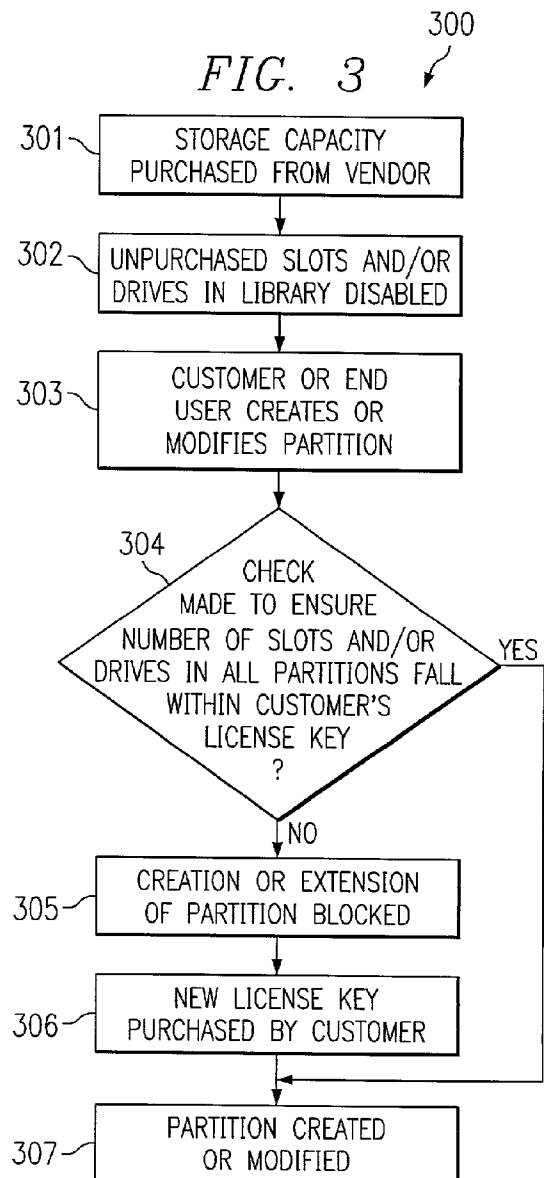 300
FIG. 3
301
STORAGE CAPACITY
PURCHASED FROM VENDOR
302
UNPURCHASED SLOTS AND/OR
DRIVES IN LIBRARY DISABLED
303
CUSTOMER OR END
USER CREATES OR
MODIFIES PARTITION
304
CHECK
MADE TO ENSURE
NUMBER OF SLOTS AND/OR
DRIVES IN ALL PARTITIONS FALL
WITHIN CUSTOMER'S
LICENSE KEY
?
YES
NO
305
CREATION OR EXTENSION
OF PARTITION BLOCKED
306
NEW LICENSE KEY
PURCHASED BY CUSTOMER
307
PARTITION CREATED
OR MODIFIED